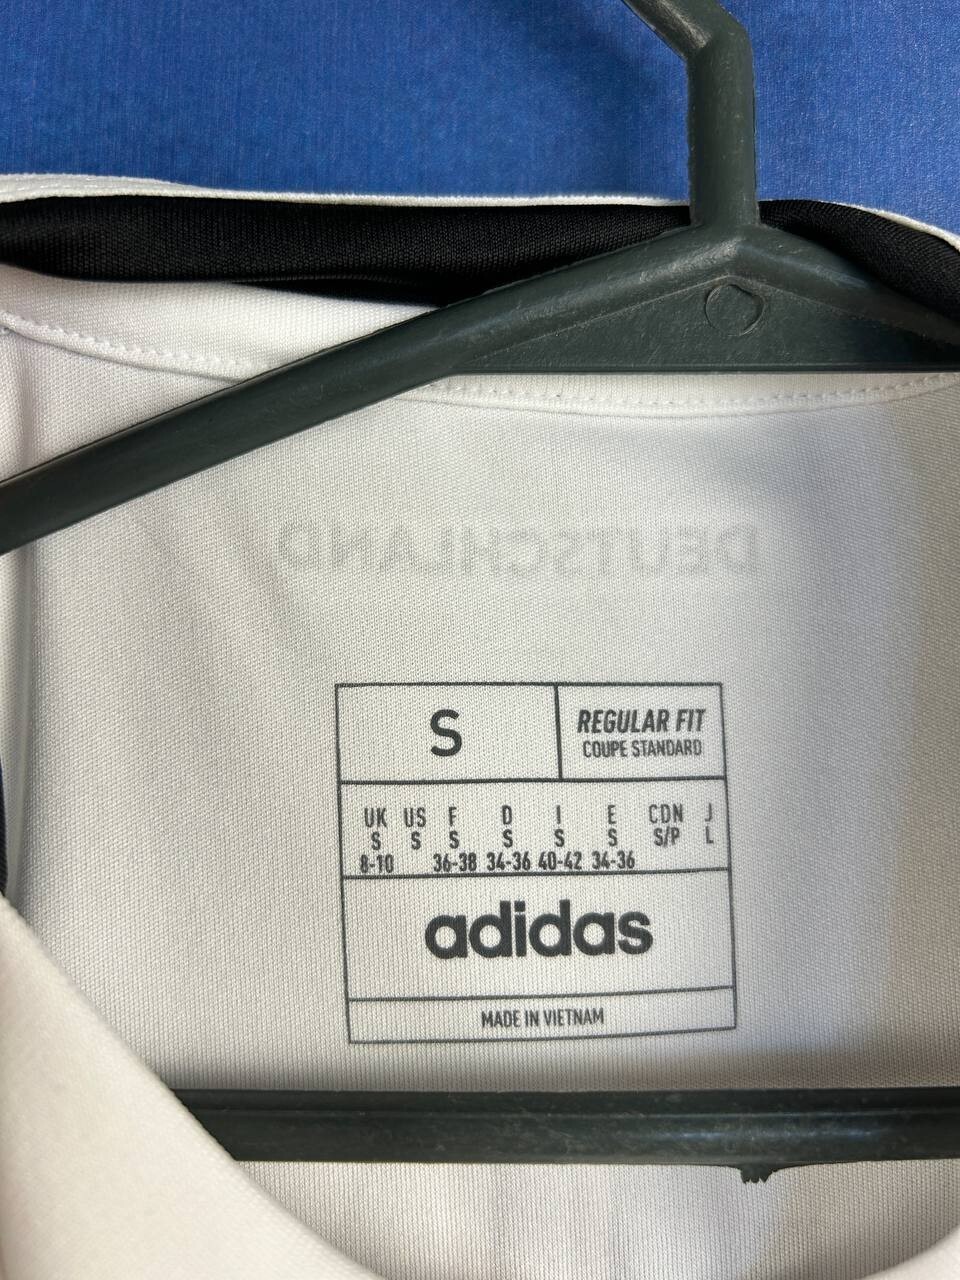 DEUTSCHLAND
S
REGULAR FIT
COUPE STANDARD
UK US F D I E CDN J
S S S S S S S/P L
8-10 36-38 34-36 40-42 34-36
adidas
MADE IN VIETNAM